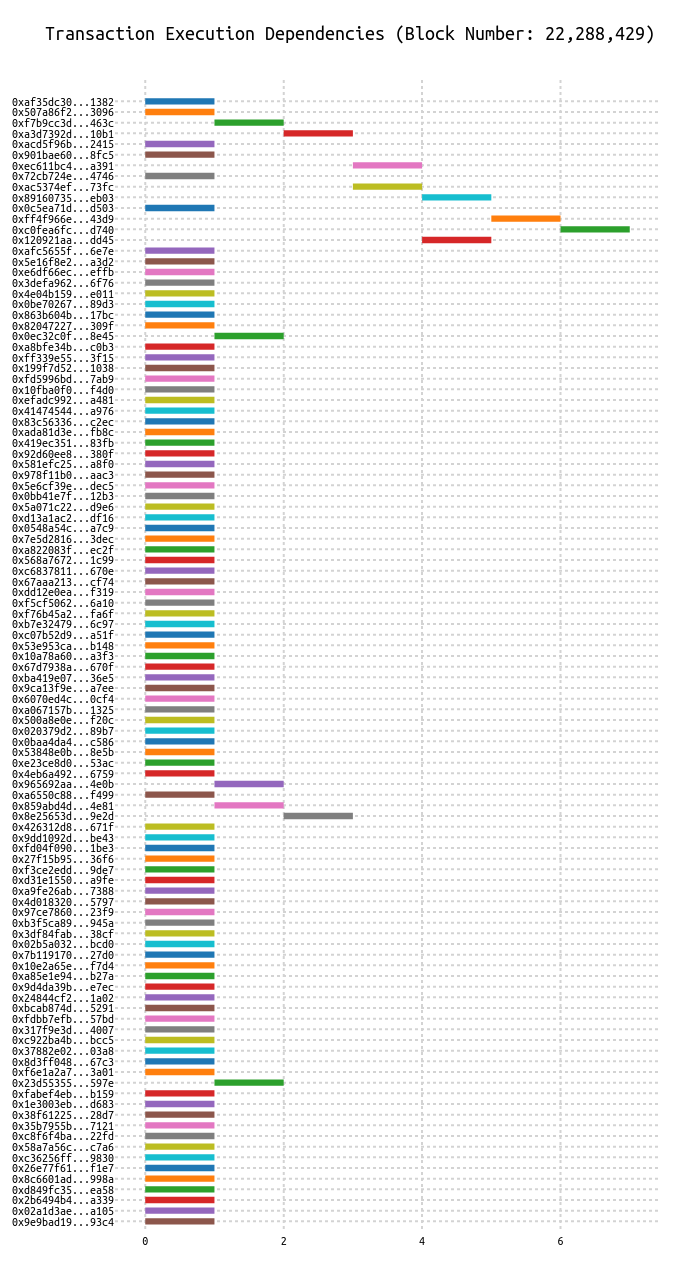 Transaction Execution Dependencies (Block Number: 22,288,429)
0xaf35dc30...1382
0x507a86f2...3096
0xf7b9cc3d...463c
0xa3d7392d...10b1
0xacd5f96b...2415
0x901bae60...8fc5
0xec611bc4...a391
0x72cb724e...4746
0xac5374ef...73fc
0x89160735...eb03
0x0c5ea71d...d503
0xff4f966e...43d9
0xc0fea6fc...d740
0x120921aa...dd45
0xafc5655f...6e7e
0x5e16f8e2...a3d2
0xe6df66ec...effb
0x3defa962...6f76
0x4e04b159...e011
0x0be70267...89d3
0x863b604b...17bc
0x82047227...309f
0x0ec32c0f...8e45
0xa8bfe34b...c0b3
0xff339e55...3f15
0x199f7d52...1038
0xfd5996bd...7ab9
0x10fba0f0...f4d0
0xefadc992...a481
0x41474544...a976
0x83c56336...c2ec
0xada81d3e...fb8c
0x419ec351...83fb
0x92d60ee8...380f
0x581efc25...a8f0
0x978f11b0...aac3
0x5e6cf39e...dec5
0x0bb41e7f...12b3
0x5a071c22...d9e6
0xd13a1ac2...df16
0x0548a54c...a7c9
0x7e5d2816...3dec
0xa822083f...ec2f
0x568a7672...1c99
0xc6837811...670e
0x67aaa213...cf74
0xdd12e0ea...f319
0xf5cf5062...6a10
0xf76b45a2...fa6f
0xb7e32479...6c97
0xc07b52d9...a51f
0x53e953ca...b148
0x10a78a60...a3f3
0x67d7938a...670f
0xba419e07...36e5
0x9ca13f9e...a7ee
0x6070ed4c...0cf4
0xa067157b...1325
0x500a8e0e...f20c
0x020379d2...89b7
0x0baa4da4...c586
0x53848e0b...8e5b
0xe23ce8d0...53ac
0x4eb6a492...6759
0x965692aa...4e0b
0xa6550c88...f499
0x859abd4d...4e81
0x8e25653d...9e2d
0x426312d8...671f
0x9dd1092d...be43
0xfd04f090...1be3
0x27f15b95...36f6
0xf3ce2edd...9de7
0xd31e1550...a9fe
0xa9fe26ab...7388
0x4d018320...5797
0x97ce7860...23f9
0xb3f5ca89...945a
0x3df84fab...38cf
0x02b5a032...bcd0
0x7b119170...27d0
0x10e2a65e...f7d4
0xa85e1e94...b27a
0x9d4da39b...e7ec
0x24844cf2...1a02
0xbcab874d...5291
0xfdbb7efb...57bd
0x317f9e3d...4007
0xc922ba4b...bcc5
0x37882e02...03a8
0x8d3ff048...67c3
0xf6e1a2a7...3a01
0x23d55355...597e
0xfabef4eb...b159
0x1e3003eb...d683
0x38f61225...28d7
0x35b7955b...7121
0xc8f6f4ba...22fd
0x58a7a56c...c7a6
0xc36256ff...9830
0x26e77f61...f1e7
0x8c6601ad...998a
0xd849fc35...ea58
0x2b6494b4...a339
0x02a1d3ae...a105
0x9e9bad19...93c4
0 2 4 6